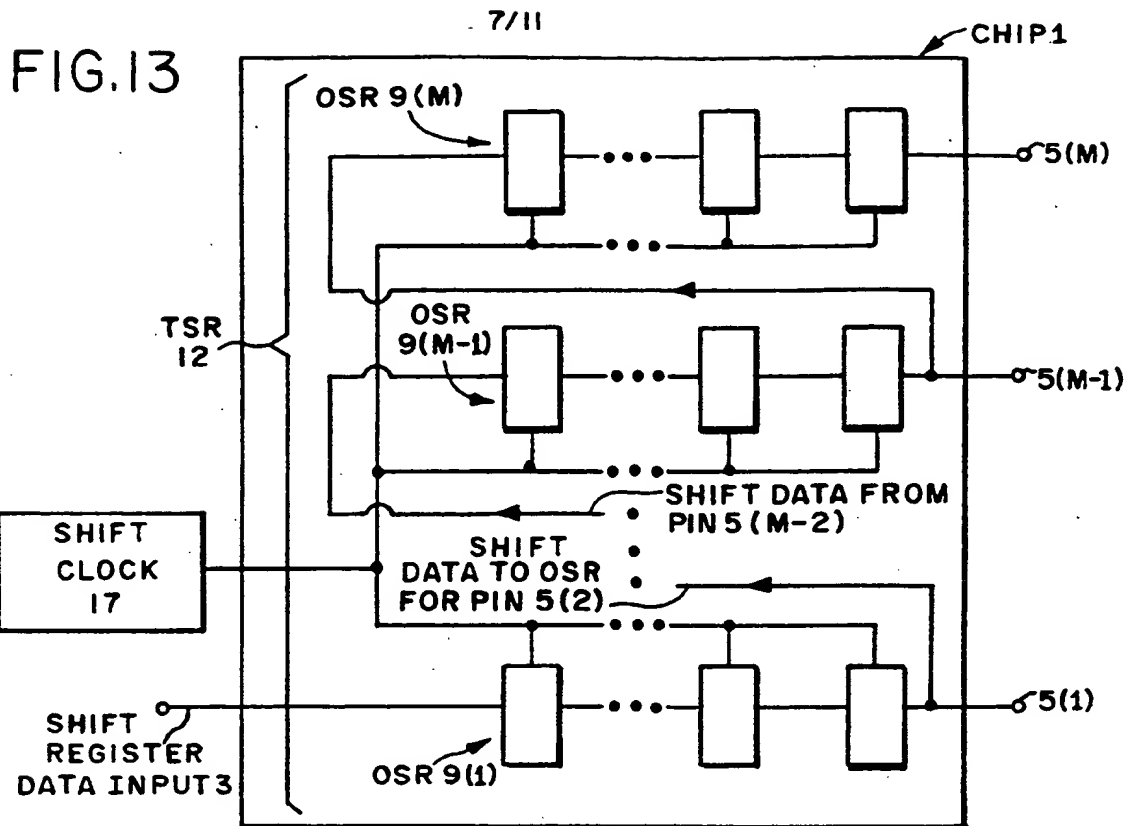 7/11
FIG.13
CHIP1
OSR 9(M)
5(M)
TSR
12
OSR
9(M-1)
5(M-1)
SHIFT DATA FROM
PIN 5(M-2)
SHIFT
CLOCK
17
SHIFT
DATA TO OSR
FOR PIN 5(2)
5(1)
SHIFT
REGISTER
DATA INPUT 3
OSR 9(1)